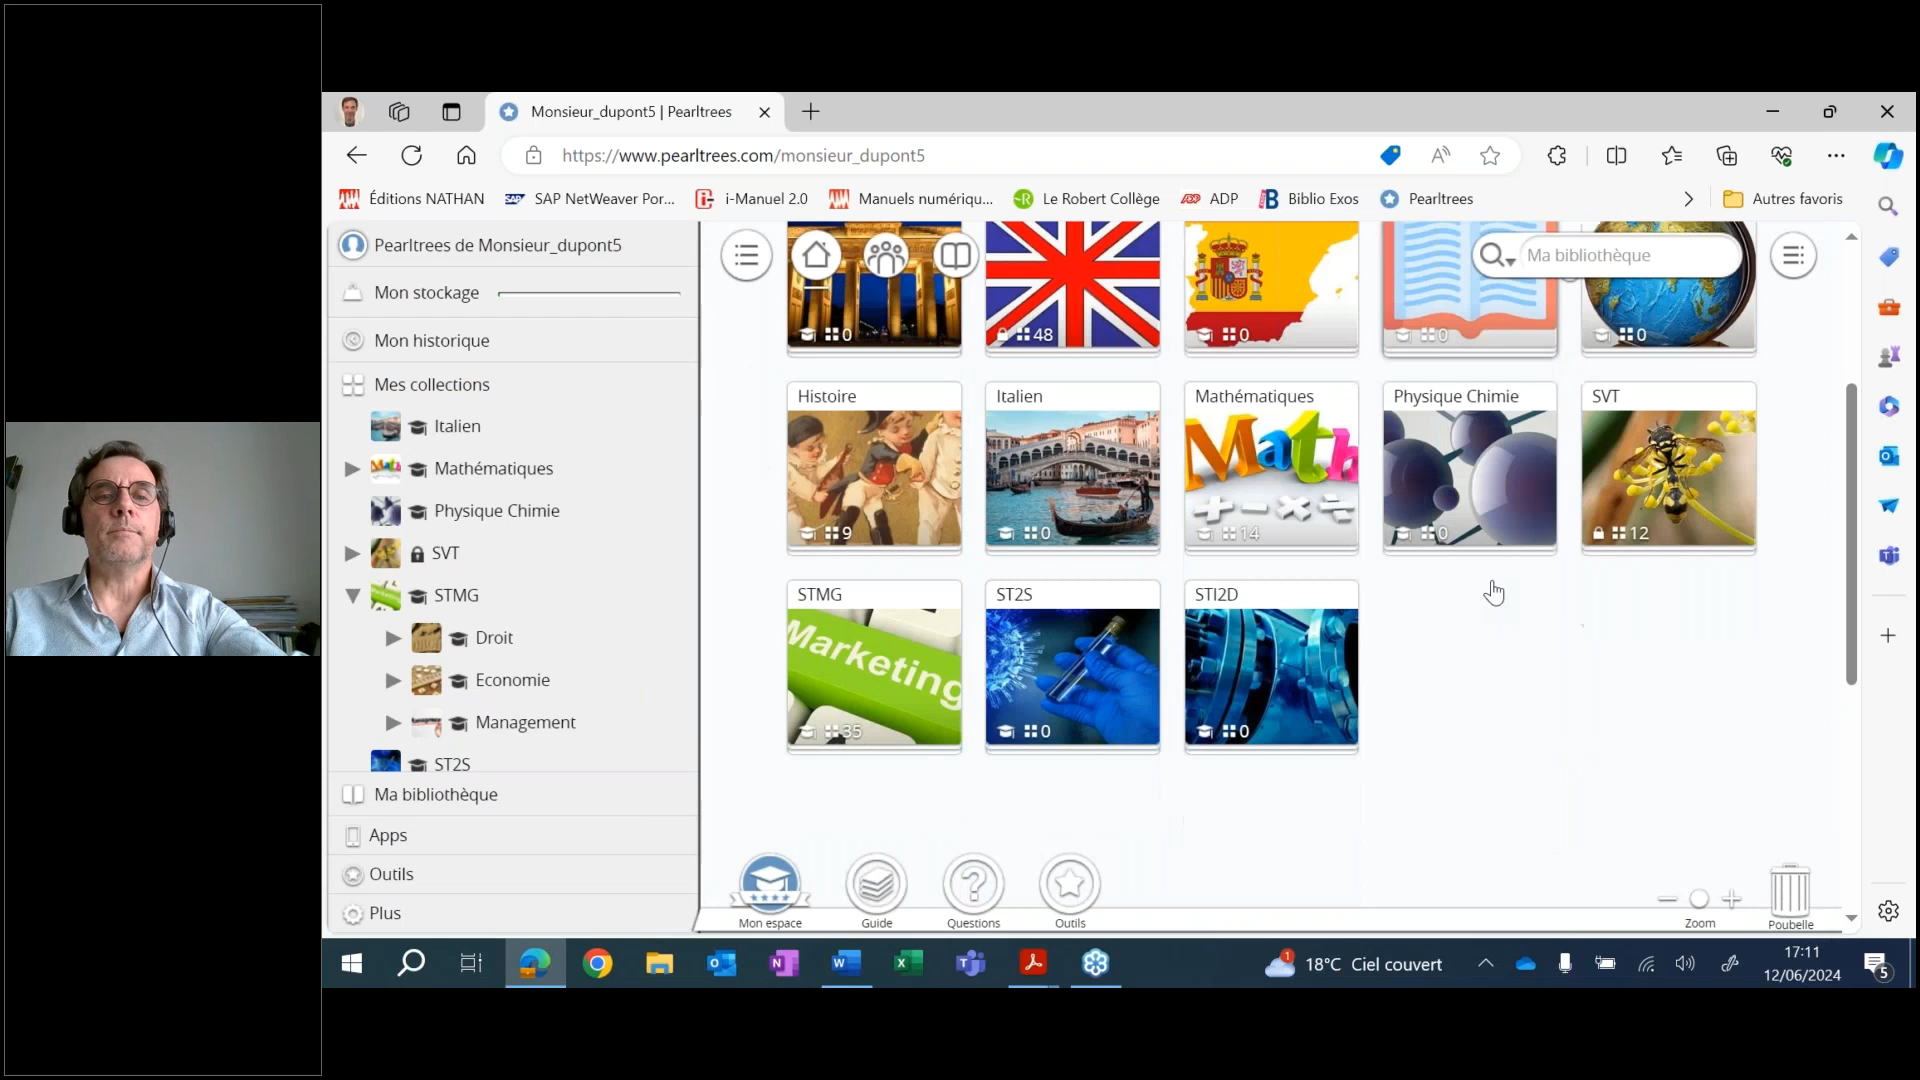 Monsieur_dupont5 | Pearltrees
https://www.pearltrees.com/monsieur_dupont5
Éditions NATHAN
SAP NetWeaver Por...
i-Manuel 2.0
Manuels numériqu...
Le Robert Collège
ADP
Biblio Exos
Pearltrees
Autres favoris
Pearltrees de Monsieur_dupont5
Mon stockage
Mon historique
Mes collections
Italien
Mathématiques
Physique Chimie
SVT
STMG
Droit
Economie
Management
ST2S
Ma bibliothèque
Apps
Outils
Plus
Ma bibliothèque
0
48
0
0
0
Histoire
Italien
Mathématiques
Physique Chimie
SVT
Math
9
0
14
0
12
STMG
ST2S
STI2D
Marketing
35
0
0
Mon espace
Guide
Questions
Outils
Zoom
Poubelle
1
18°C Ciel couvert
17:11
12/06/2024
5